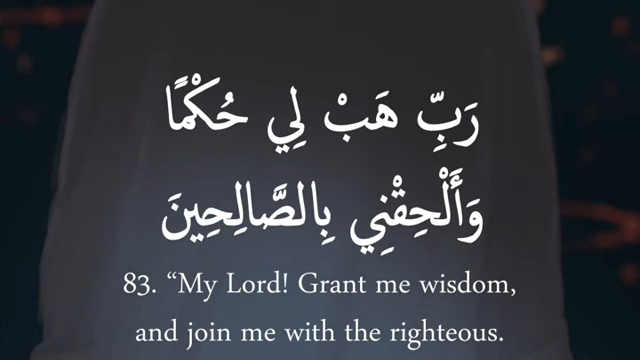 رَبِّ هَبْ لِي حُكْمًا
وَأَلْحِقْنِي بِالصَّالِحِينَ
83. “My Lord! Grant me wisdom,
and join me with the righteous.